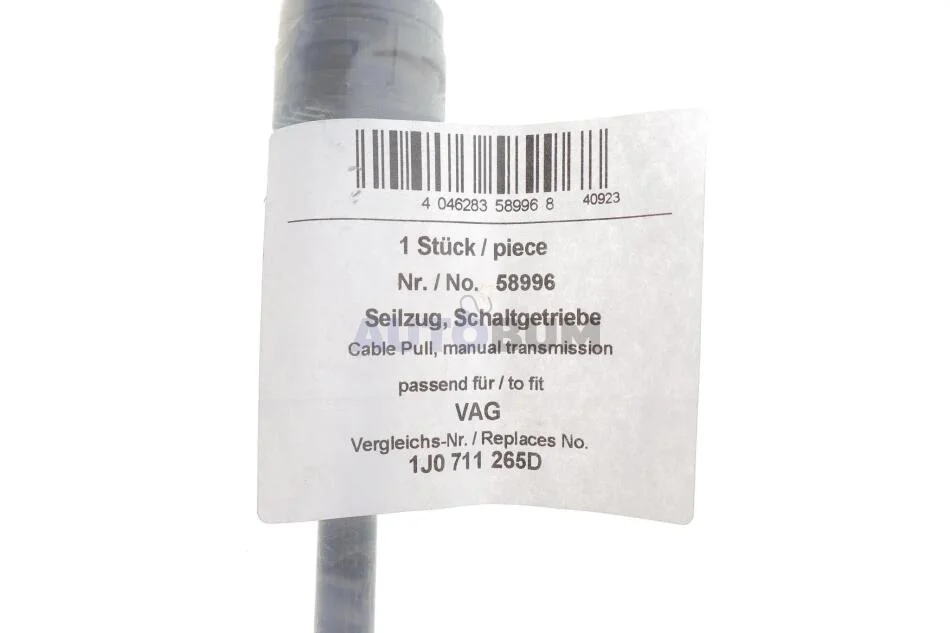 4 046283 58996 8 40923
1 Stück / piece
Nr. / No. 58996
Seilzug, Schaltgetriebe
AUTOBUM
Cable Pull, manual transmission
passend für / to fit
VAG
Vergleichs-Nr. / Replaces No.
1J0 711 265D